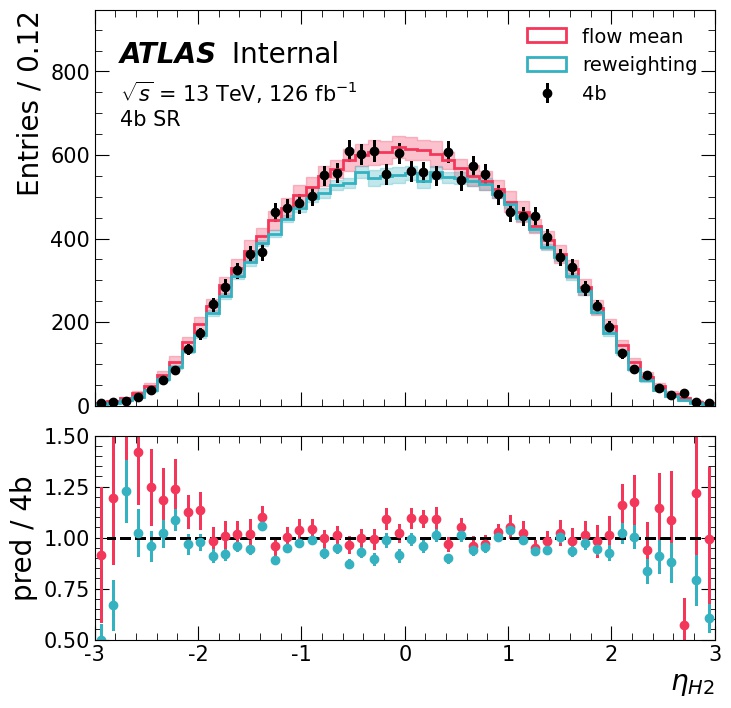 Entries / 0.12
800
600
400
200
0
ATLAS Internal
√s = 13 TeV, 126 fb⁻¹
4b SR
flow mean
reweighting
4b
pred / 4b
1.50
1.25
1.00
0.75
0.50
-3 -2 -1 0 1 2 3
η_{H2}